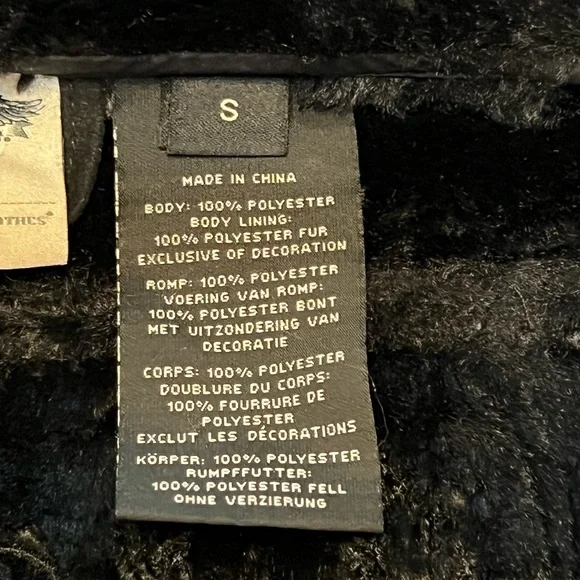 S
MADE IN CHINA
BODY: 100% POLYESTER
BODY LINING:
100% POLYESTER FUR
EXCLUSIVE OF DECORATION
ROMP: 100% POLYESTER
VOERING VAN ROMP:
100% POLYESTER BONT
MET UITZONDERING VAN
DECORATIE
CORPS: 100% POLYESTER
DOUBLURE DU CORPS:
100% FOURRURE DE
POLYESTER
EXCLUT LES DÉCORATIONS
KÖRPER: 100% POLYESTER
RUMPFFUTTER:
100% POLYESTER FELL
OHNE VERZIERUNG